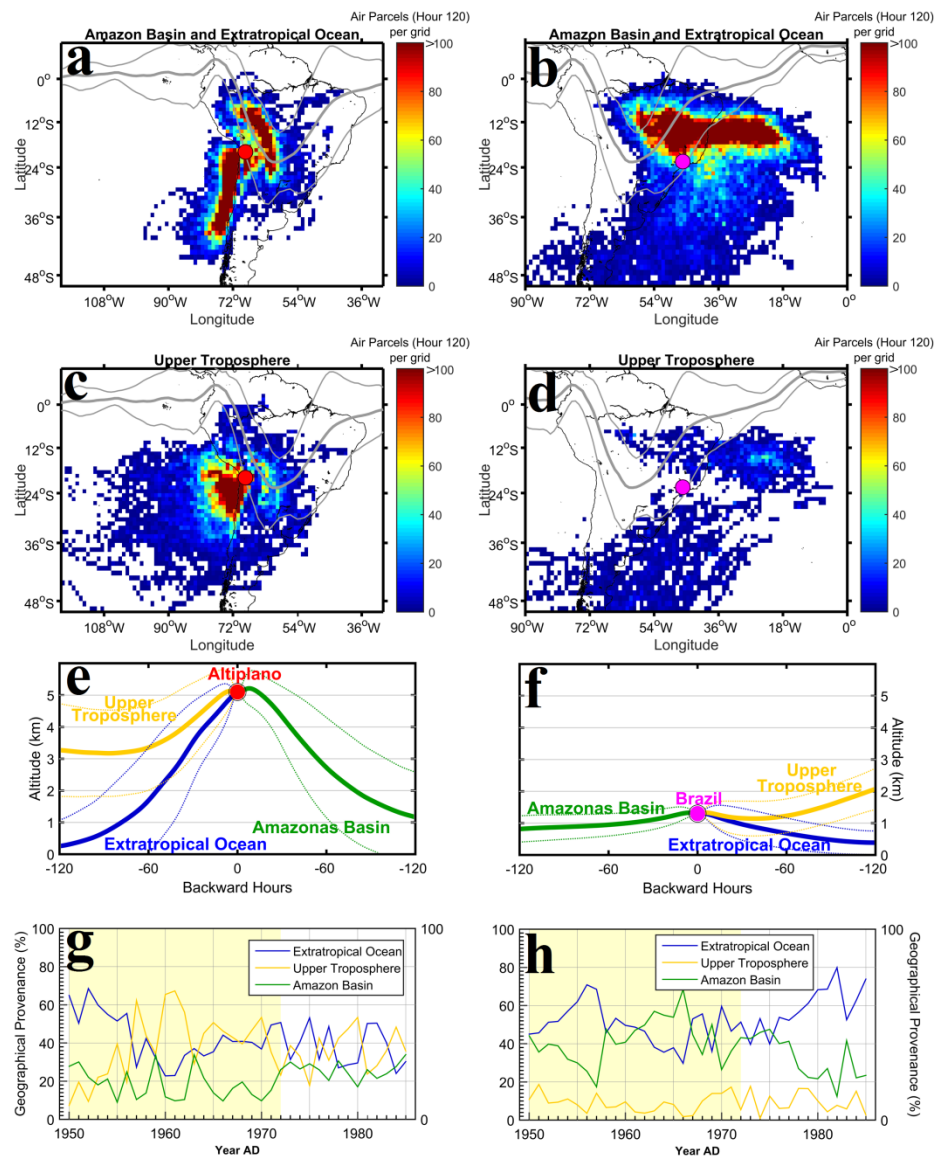 Air Parcels (Hour 120)
per grid
Amazon Basin and Extratropical Ocean
a
>100
80
60
40
20
0
0°
12°S
24°S
36°S
48°S
Latitude
108°W 90°W 72°W 54°W 36°W
Longitude
Air Parcels (Hour 120)
per grid
Amazon Basin and Extratropical Ocean
b
>100
80
60
40
20
0
0°
12°S
24°S
36°S
48°S
Latitude
90°W 72°W 54°W 36°W 18°W 0°
Longitude
Air Parcels (Hour 120)
per grid
Upper Troposphere
c
>100
80
60
40
20
0
0°
12°S
24°S
36°S
48°S
Latitude
108°W 90°W 72°W 54°W 36°W
Longitude
Air Parcels (Hour 120)
per grid
Upper Troposphere
d
>100
80
60
40
20
0
0°
12°S
24°S
36°S
48°S
Latitude
90°W 72°W 54°W 36°W 18°W 0°
Longitude
e
Altiplano
Upper
Troposphere
Amazonas Basin
Extratropical Ocean
5
4
3
2
1
0
Altitude (km)
-120 -60 0 -60 -120
Backward Hours
f
Brazil
Upper
Troposphere
Amazonas Basin
Extratropical Ocean
5
4
3
2
1
0
Altitude (km)
-120 -60 0 -60 -120
Backward Hours
g
Extratropical Ocean
Upper Troposphere
Amazon Basin
100
80
60
40
20
0
Geographical Provenance (%)
100
0
1950 1960 1970 1980
Year AD
h
Extratropical Ocean
Upper Troposphere
Amazon Basin
100
80
60
40
20
0
100
0
Geographical Provenance (%)
1950 1960 1970 1980
Year AD